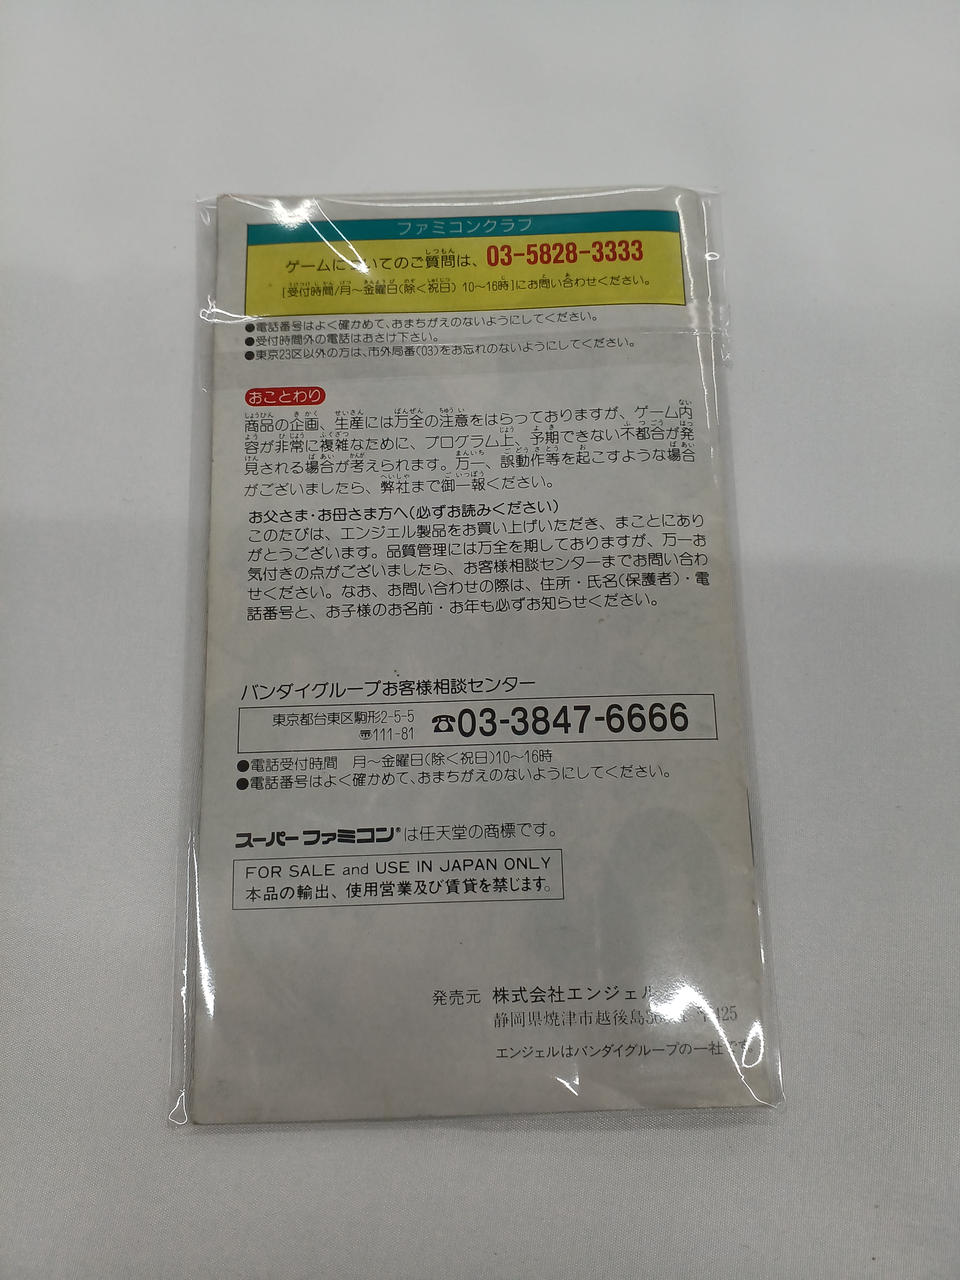 ファミコンクラブ
ゲームについてのご質問は、03-5828-3333
[受付時間/月〜金曜日(除く祝日) 10〜16時]にお問い合わせください。
●電話番号はよく確かめて、おまちがえのないようにしてください。
●受付時間外の電話はおさけ下さい。
●東京23区以外の方は、市外局番(03)をお忘れのないようにしてください。
おことわり
商品の企画、生産には万全の注意をはらっておりますが、ゲーム内
容が非常に複雑なために、プログラム上、予期できない不都合が発
見される場合が考えられます。万一、誤動作等を起こすような場合
がございましたら、弊社まで御一報ください。
お父さま・お母さま方へ(必ずお読みください)
このたびは、エンジェル製品をお買い上げいただき、まことにあり
がとうございます。品質管理には万全を期しておりますが、万一お
気付きの点がございましたら、お客様相談センターまでお問い合わ
せください。なお、お問い合わせの際は、住所・氏名(保護者)・電
話番号と、お子様のお名前・お年も必ずお知らせください。
バンダイグループお客様相談センター
東京都台東区駒形2-5-5
〠111-81
☎03-3847-6666
●電話受付時間 月〜金曜日(除く祝日)10〜16時
●電話番号はよく確かめて、おまちがえのないようにしてください。
スーパーファミコン®は任天堂の商標です。
FOR SALE and USE IN JAPAN ONLY
本品の輸出、使用営業及び賃貸を禁じます。
発売元 株式会社エンジェル
静岡県焼津市越後島 〒425
エンジェルはバンダイグループの一社です。